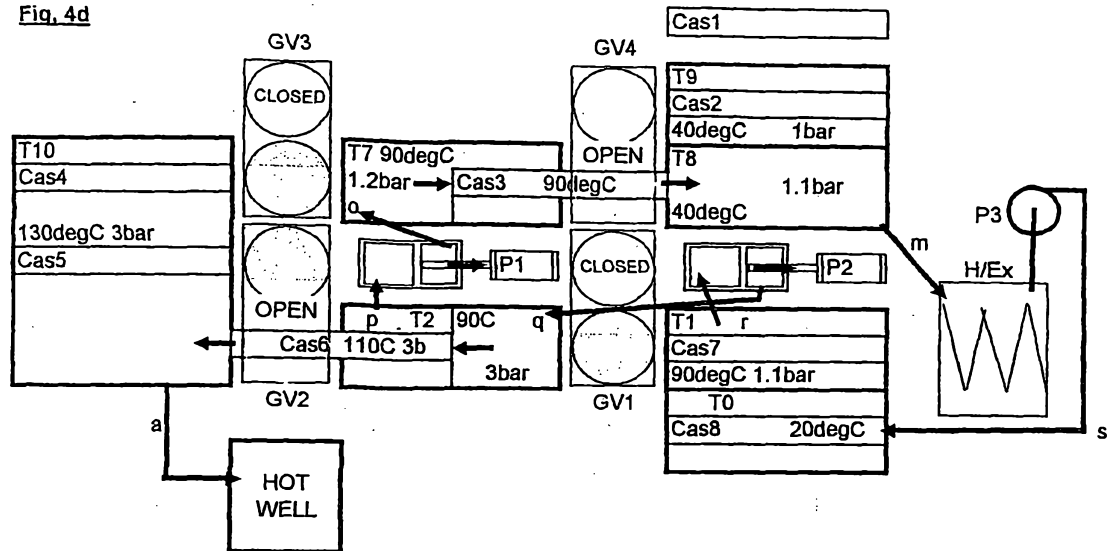 Fig, 4d
Cas1
GV3
GV4
CLOSED
T9
Cas2
40degC 1bar
OPEN
T10
Cas4
130degC 3bar
Cas5
T7 90degC
1.2bar
o
Cas3 90degC
T8
1.1bar
40degC
P3
m
H/Ex
P1
CLOSED
P2
OPEN
p T2 90C q
Cas6 110C 3b
3bar
T1 r
Cas7
90degC 1.1bar
T0
Cas8 20degC
s
GV2
GV1
a
HOT
WELL